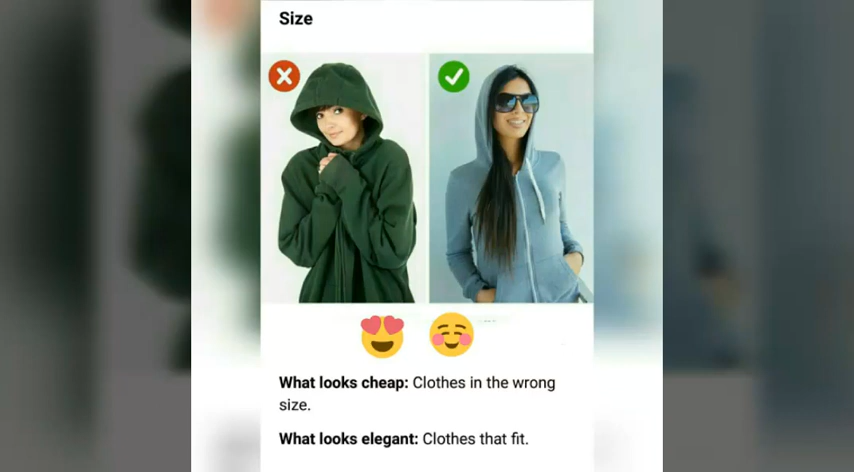 Size
What looks cheap: Clothes in the wrong
size.
What looks elegant: Clothes that fit.